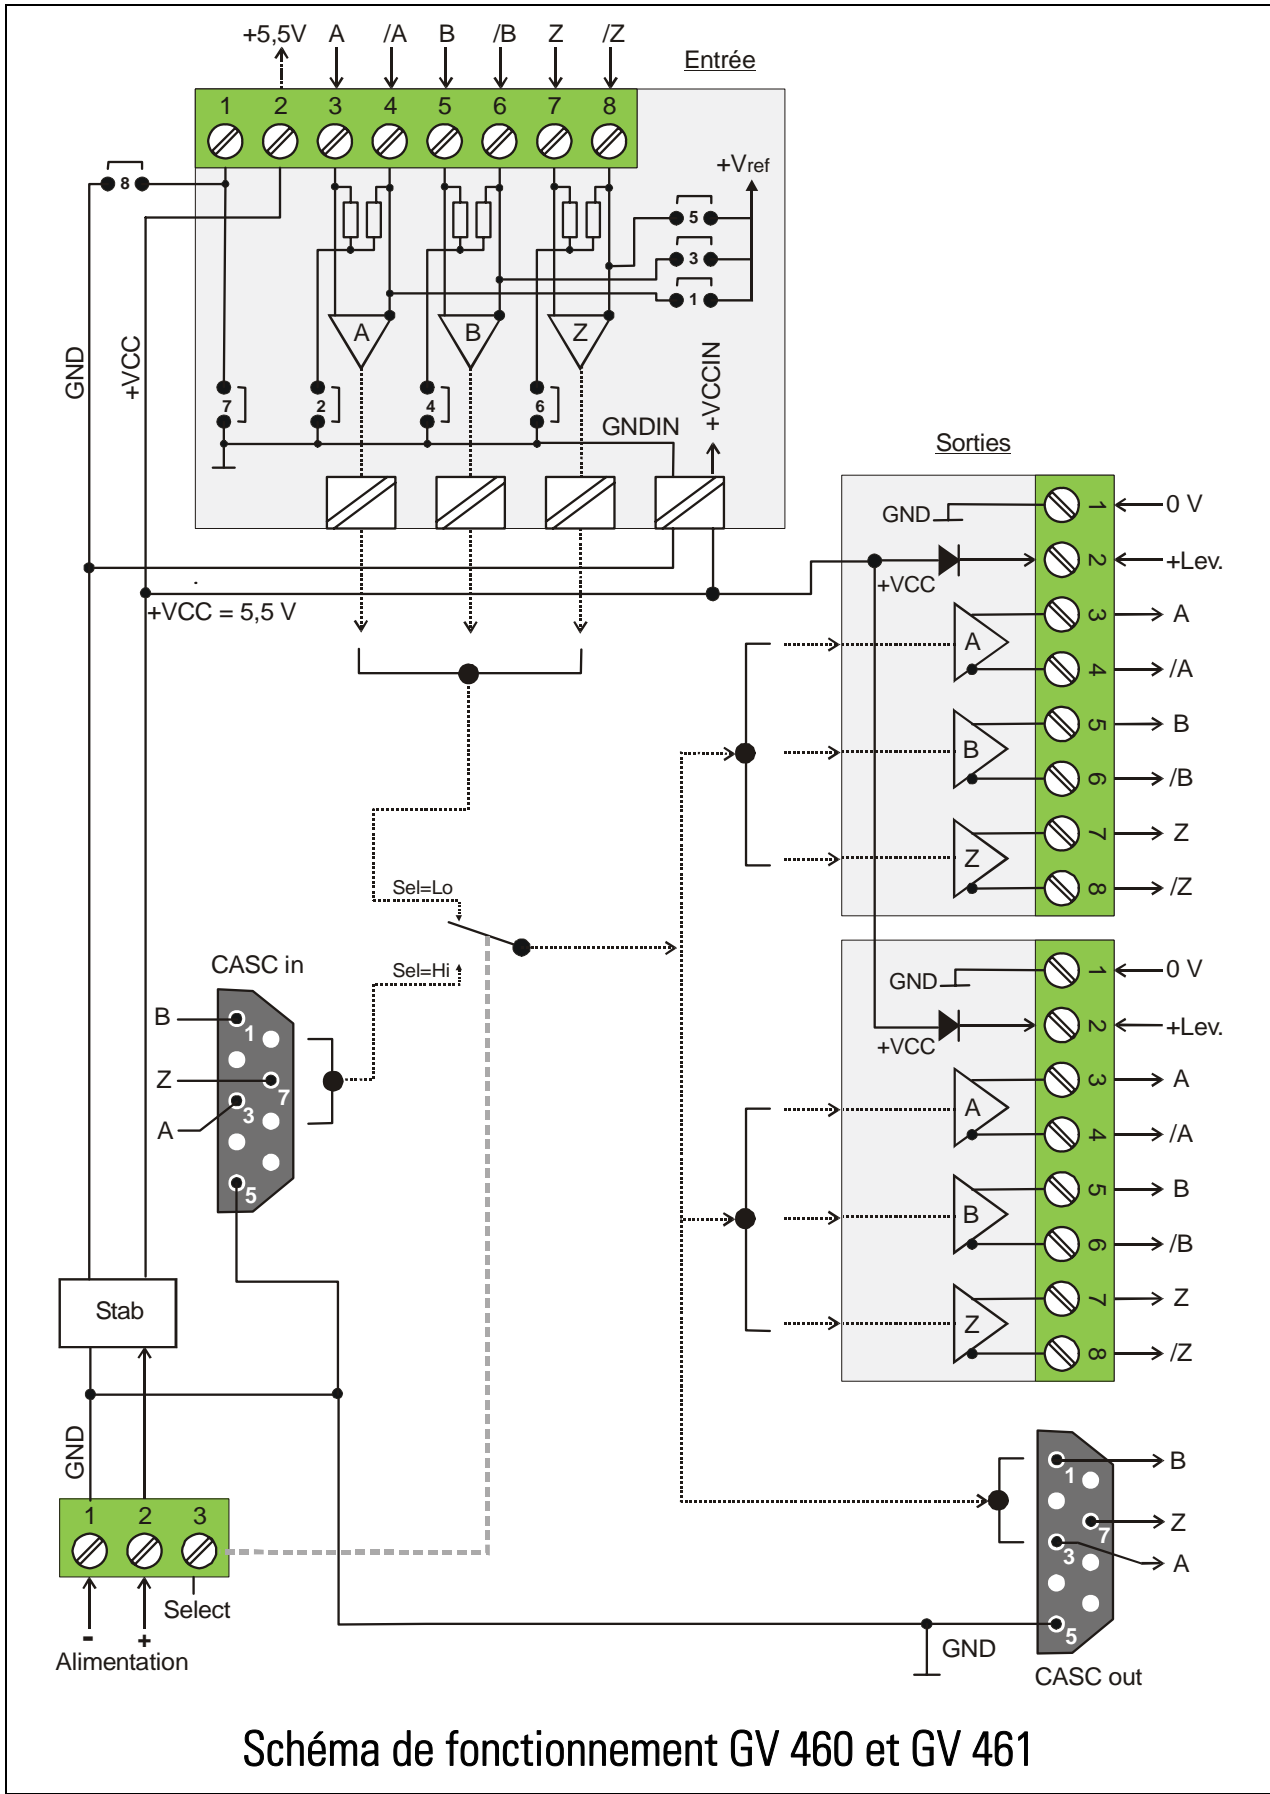 +5,5V A /A B /B Z /Z
Entrée
1 2 3 4 5 6 7 8
+Vref
8
5
3
1
A B Z
GND
+VCC
7 2 4 6
+VCCIN
GNDIN
+VCC = 5,5 V
Sorties
GND 1 0 V
+VCC 2 +Lev.
A 3 A
4 /A
B 5 B
6 /B
Z 7 Z
8 /Z
Sel=Lo
Sel=Hi
CASC in
B 1
Z 7
A 3
5
GND 1 0 V
+VCC 2 +Lev.
A 3 A
4 /A
B 5 B
6 /B
Z 7 Z
8 /Z
Stab
GND
1 2 3
Select
- +
Alimentation
1 B
7 Z
3 A
5
GND
CASC out
Schéma de fonctionnement GV 460 et GV 461